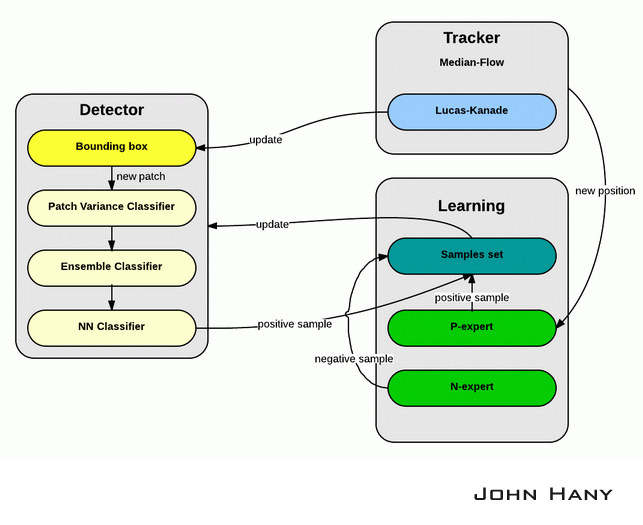 Tracker
Median-Flow
Lucas-Kanade
Detector
Bounding box
update
new patch
Patch Variance Classifier
Ensemble Classifier
NN Classifier
new position
Learning
update
Samples set
positive sample
P-expert
positive sample
negative sample
N-expert
JOHN HANY